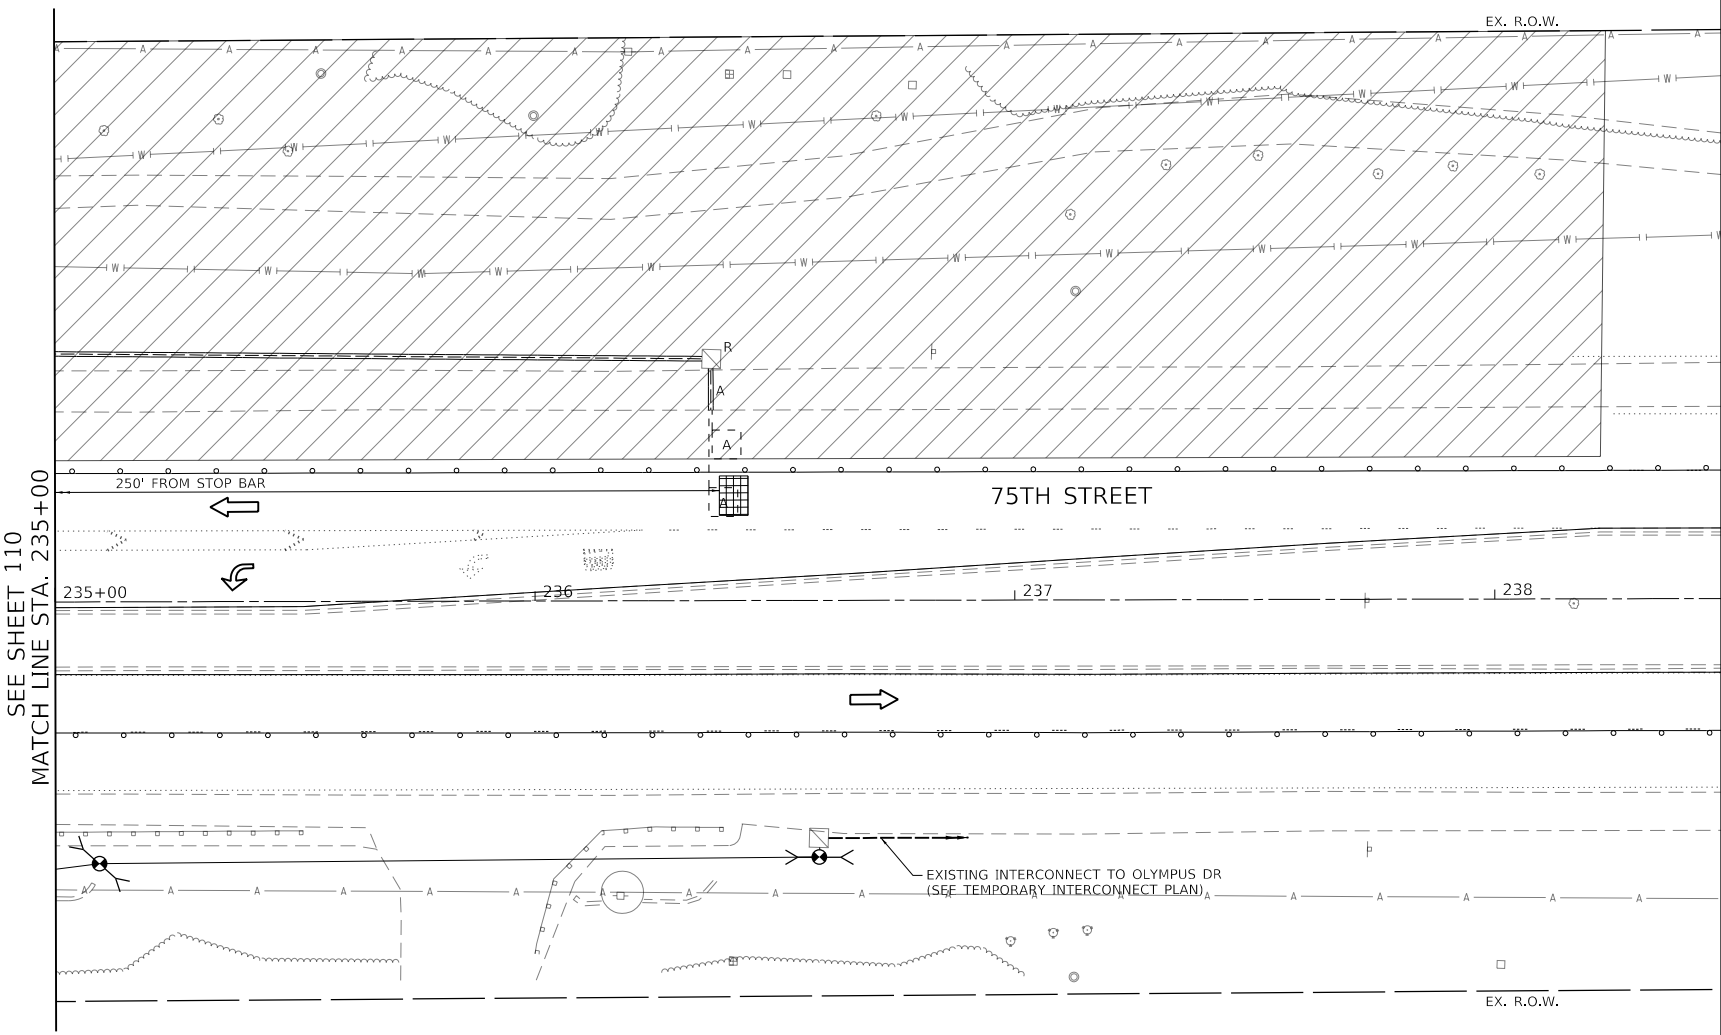 EX. R.O.W.
A A A A A A A A A A A A A A A A A A A A
W W W W W W W W W W W
W W W W W W W W W W W
R
A
A
250' FROM STOP BAR
A
75TH STREET
SEE SHEET 110
MATCH LINE STA. 235+00
235+00
236
237
238
EXISTING INTERCONNECT TO OLYMPUS DR
(SEE TEMPORARY INTERCONNECT PLAN)
A A A A A A A A A A A A A A A A A A A
EX. R.O.W.